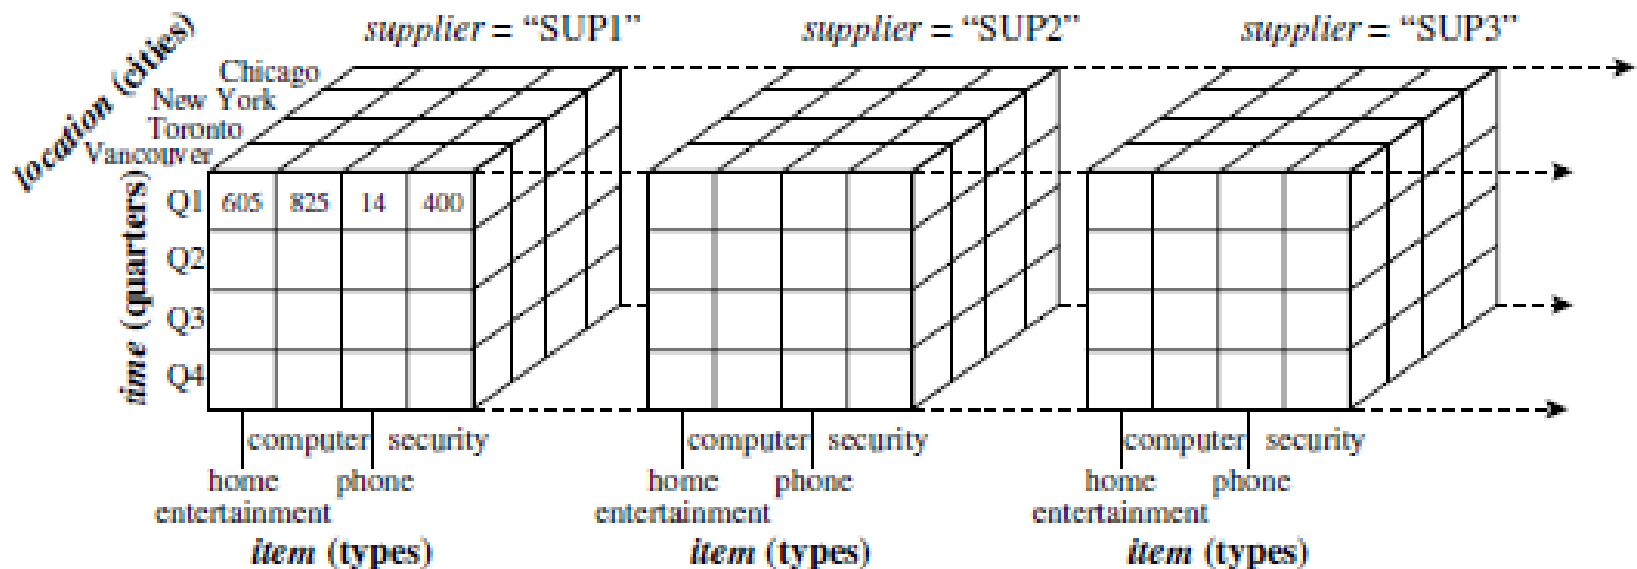 supplier = “SUP1” supplier = “SUP2” supplier = “SUP3”
location (cities)
Chicago
New York
Toronto
Vancouver
time (quarters)
Q1 605 825 14 400
Q2
Q3
Q4
computer security computer security computer security
home phone home phone home phone
entertainment entertainment entertainment
item (types) item (types) item (types)